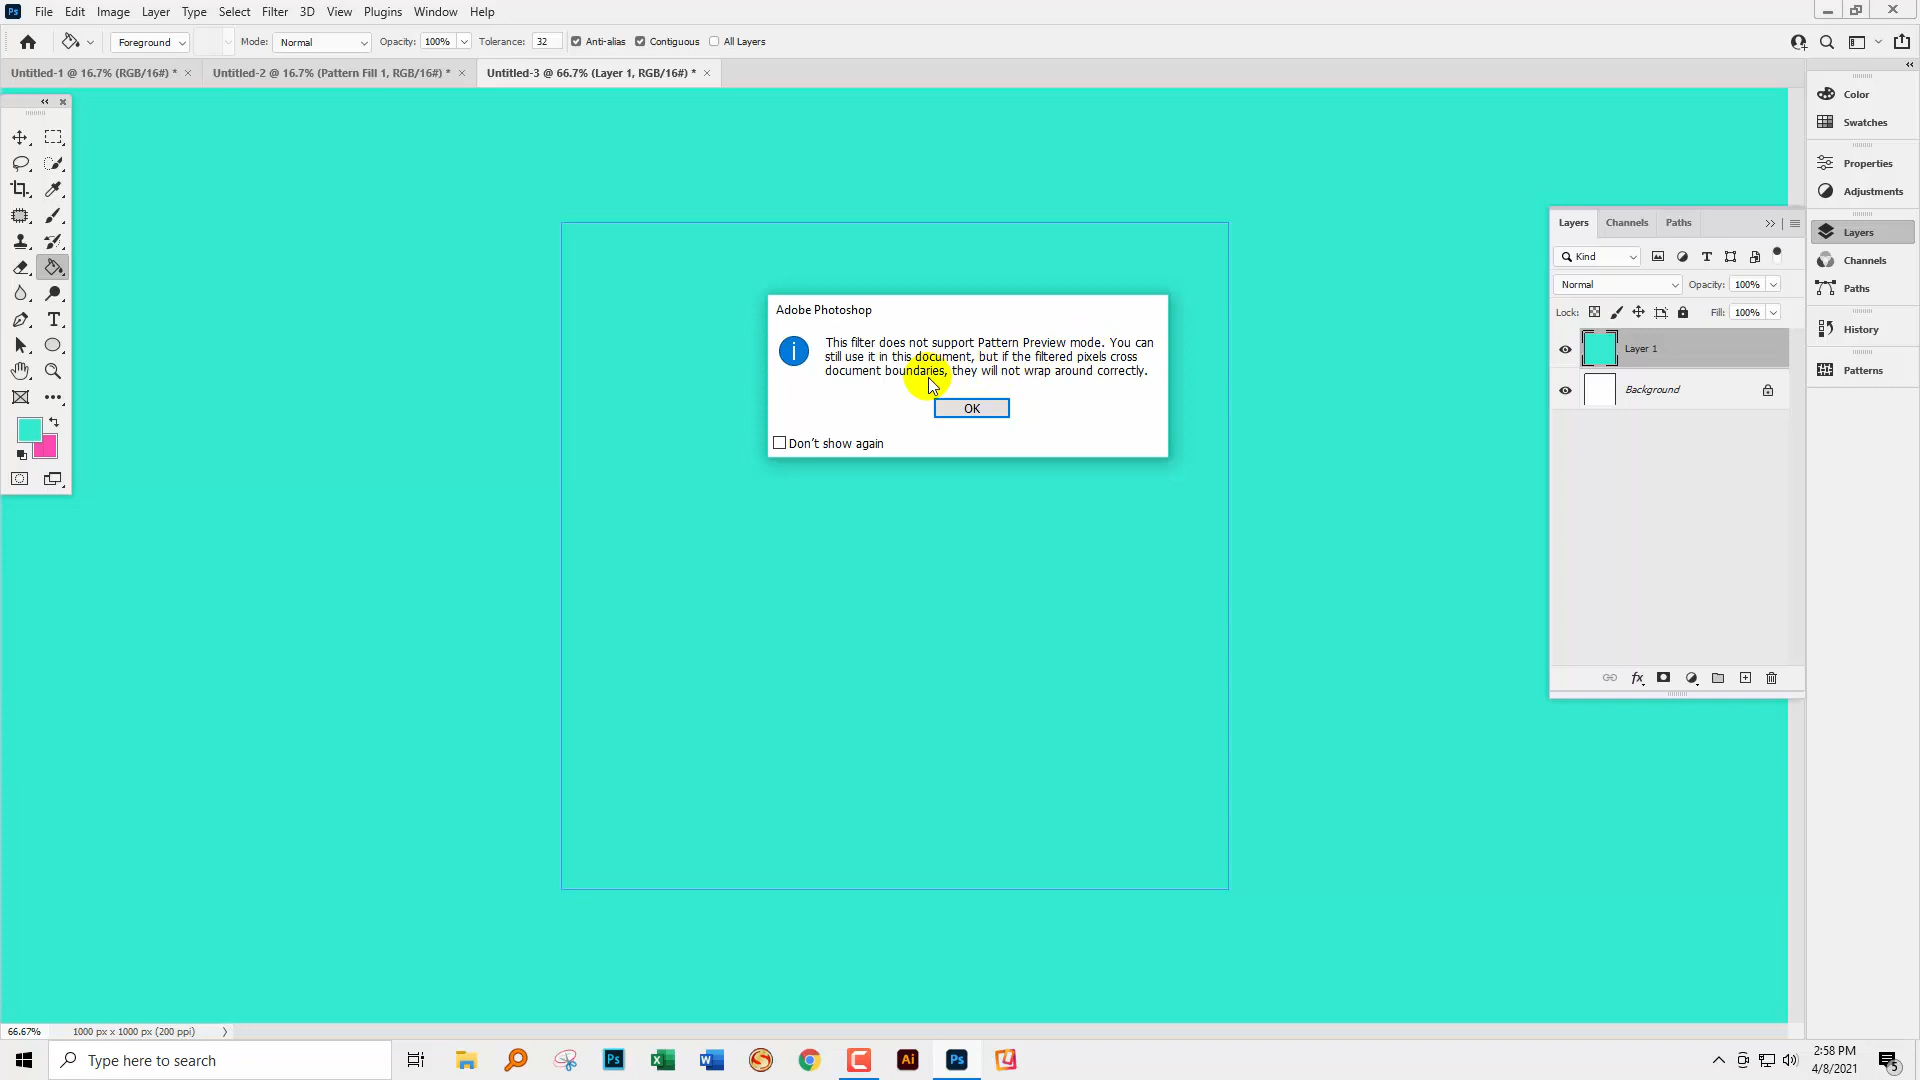 Ps File Edit Image Layer Type Select Filter 3D View Plugins Window Help
Foreground Mode: Normal Opacity: 100% Tolerance: 32 Anti-alias Contiguous All Layers
Untitled-1 @ 16.7% (RGB/16#) * × Untitled-2 @ 16.7% (Pattern Fill 1, RGB/16#) * × Untitled-3 @ 66.7% (Layer 1, RGB/16#) * ×
Color
Swatches
Properties
Adjustments
Layers
Channels
Paths
History
Patterns
Layers Channels Paths
Kind
Normal Opacity: 100%
Lock: Fill: 100%
Layer 1
Background
fx
Adobe Photoshop
This filter does not support Pattern Preview mode. You can
still use it in this document, but if the filtered pixels cross
document boundaries, they will not wrap around correctly.
OK
Don't show again
66.67% 1000 px x 1000 px (200 ppi)
Type here to search
Ps
Ai
Ps
2:58 PM
4/8/2021
5